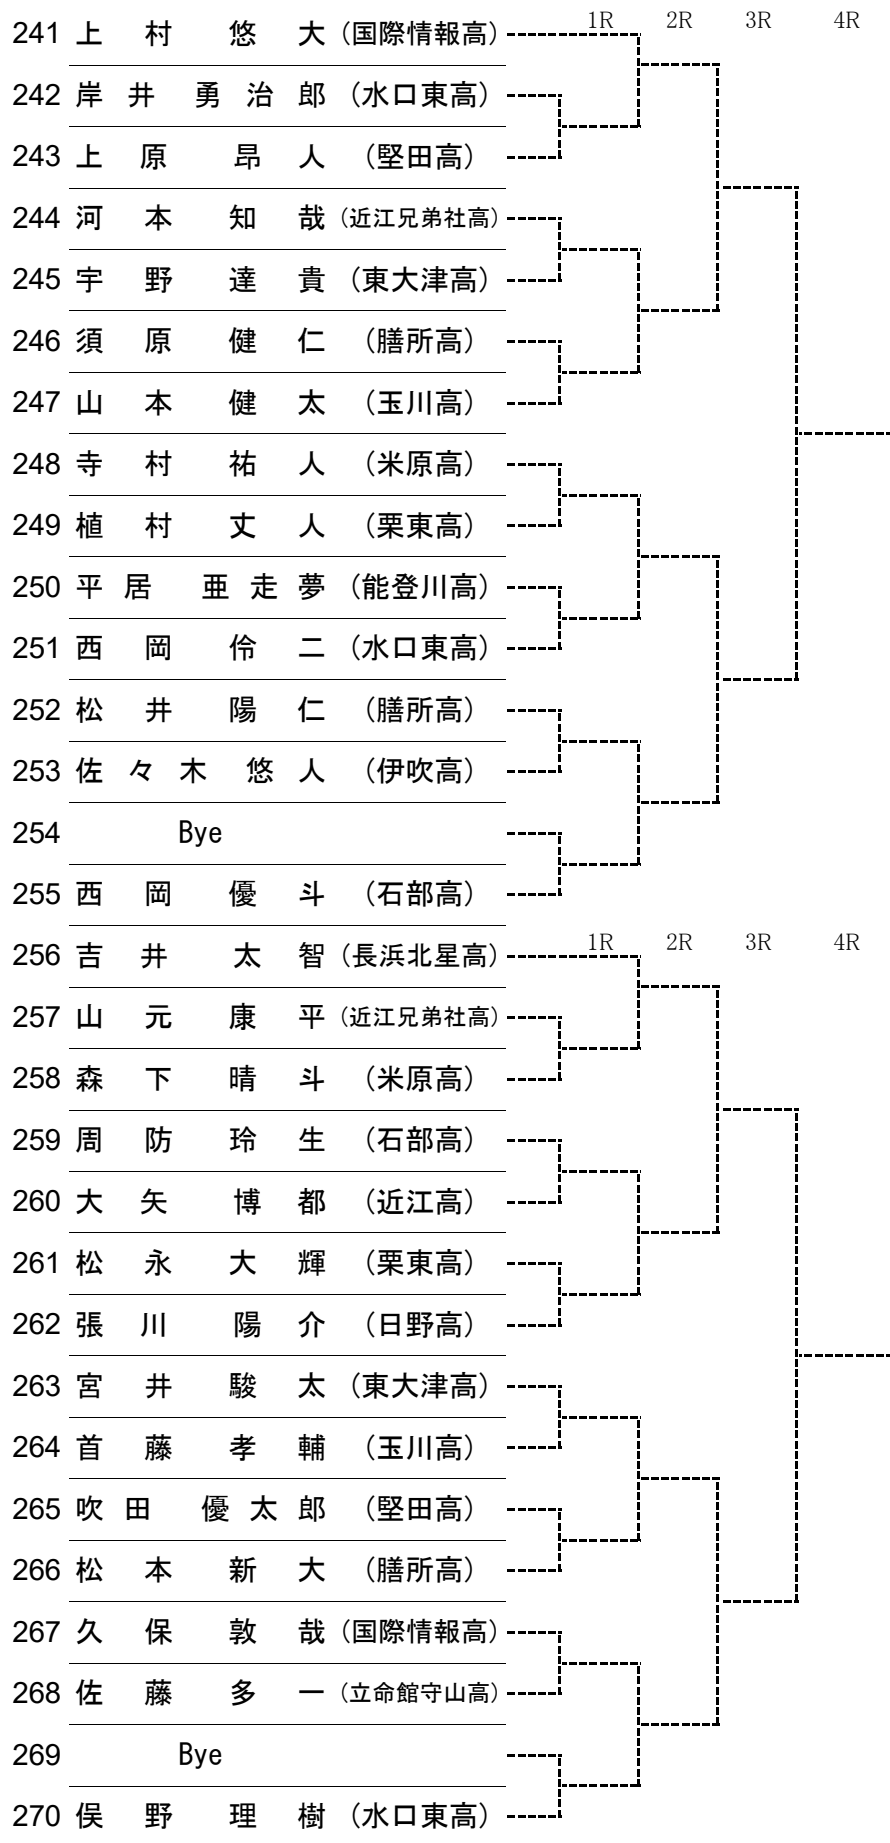 1R 2R 3R 4R
241 上村 悠大 (国際情報高)
242 岸井 勇治郎 (水口東高)
243 上原 昂人 (堅田高)
244 河本 知哉 (近江兄弟社高)
245 宇野 達貴 (東大津高)
246 須原 健仁 (膳所高)
247 山本 健太 (玉川高)
248 寺村 祐人 (米原高)
249 植村 丈人 (栗東高)
250 平居 亜走夢 (能登川高)
251 西岡 伶二 (水口東高)
252 松井 陽仁 (膳所高)
253 佐々木 悠人 (伊吹高)
254 Bye
255 西岡 優斗 (石部高)
1R 2R 3R 4R
256 吉井 太智 (長浜北星高)
257 山元 康平 (近江兄弟社高)
258 森下 晴斗 (米原高)
259 周防 玲生 (石部高)
260 大矢 博都 (近江高)
261 松永 大輝 (栗東高)
262 張川 陽介 (日野高)
263 宮井 駿太 (東大津高)
264 首藤 孝輔 (玉川高)
265 吹田 優太郎 (堅田高)
266 松本 新大 (膳所高)
267 久保 敦哉 (国際情報高)
268 佐藤 多一 (立命館守山高)
269 Bye
270 俣野 理樹 (水口東高)